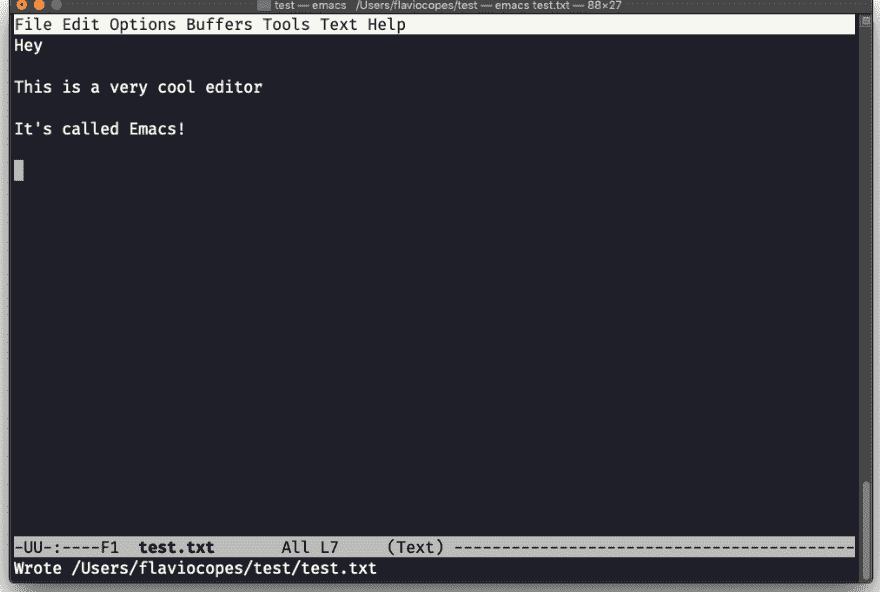 test — emacs /Users/flaviocopes/test — emacs test.txt — 88×27
File Edit Options Buffers Tools Text Help
Hey
This is a very cool editor
It's called Emacs!
-UU-:----F1  test.txt       All L7     (Text) ------------------------------------------
Wrote /Users/flaviocopes/test/test.txt